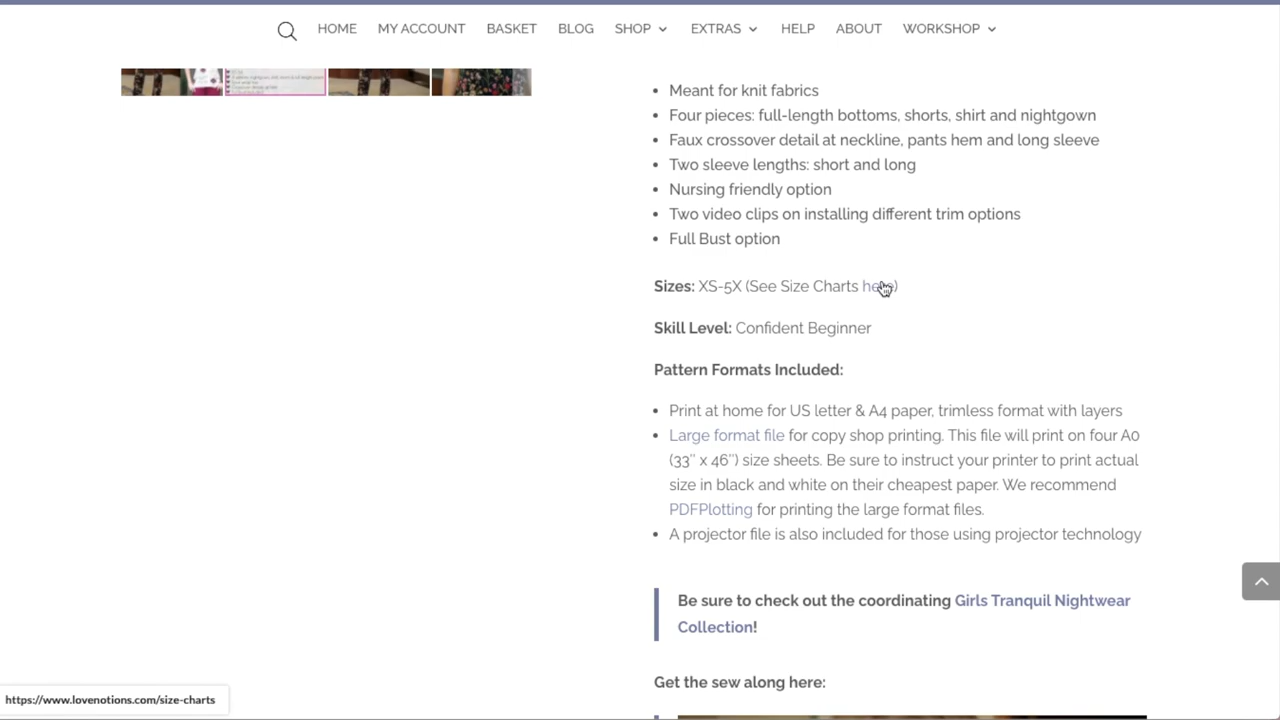 HOME MY ACCOUNT BASKET BLOG SHOP EXTRAS HELP ABOUT WORKSHOP
Meant for knit fabrics
Four pieces: full-length bottoms, shorts, shirt and nightgown
Faux crossover detail at neckline, pants hem and long sleeve
Two sleeve lengths: short and long
Nursing friendly option
Two video clips on installing different trim options
Full Bust option
Sizes: XS-5X (See Size Charts here)
Skill Level: Confident Beginner
Pattern Formats Included:
Print at home for US letter & A4 paper, trimless format with layers
Large format file for copy shop printing. This file will print on four A0
(33″ x 46″) size sheets. Be sure to instruct your printer to print actual
size in black and white on their cheapest paper. We recommend
PDFPlotting for printing the large format files.
A projector file is also included for those using projector technology
Be sure to check out the coordinating Girls Tranquil Nightwear
Collection!
Get the sew along here:
https://www.lovenotions.com/size-charts